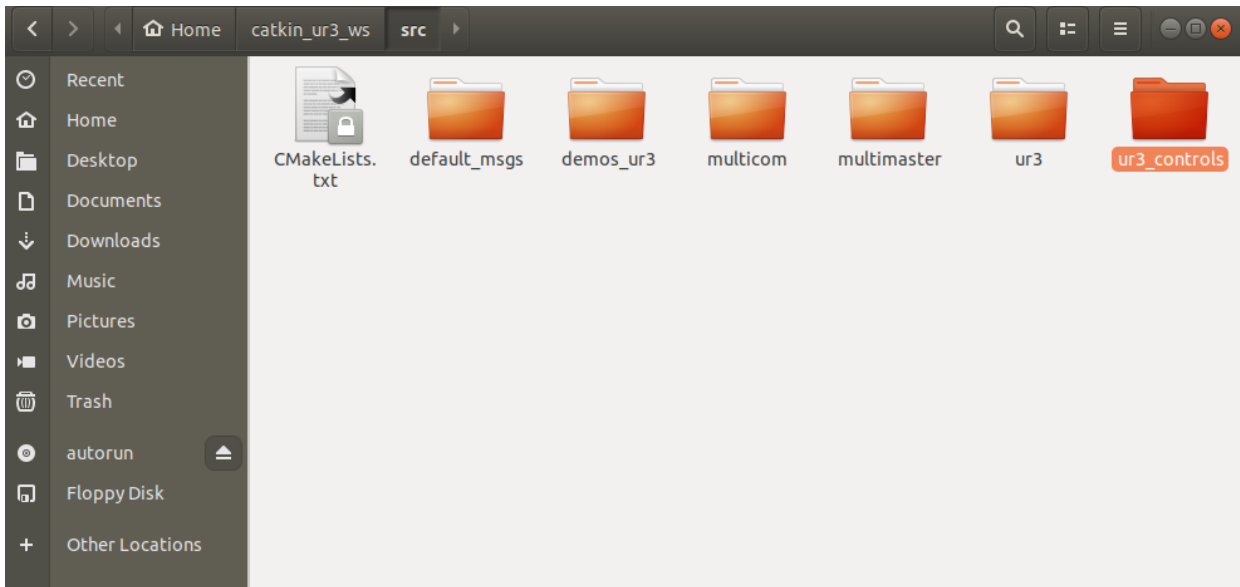 Home catkin_ur3_ws src
Recent
Home
Desktop
Documents
Downloads
Music
Pictures
Videos
Trash
autorun
Floppy Disk
Other Locations
CMakeLists.
txt
default_msgs
demos_ur3
multicom
multimaster
ur3
ur3_controls